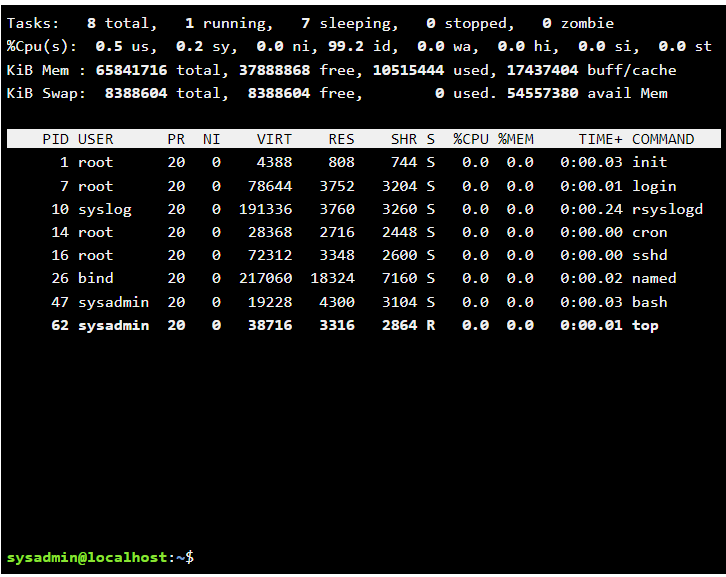 Tasks:   8 total,   1 running,   7 sleeping,   0 stopped,   0 zombie
%Cpu(s):  0.5 us,  0.2 sy,  0.0 ni, 99.2 id,  0.0 wa,  0.0 hi,  0.0 si,  0.0 st
KiB Mem : 65841716 total, 37888868 free, 10515444 used, 17437404 buff/cache
KiB Swap:  8388604 total,  8388604 free,        0 used. 54557380 avail Mem
PID USER      PR  NI    VIRT    RES    SHR S  %CPU %MEM     TIME+ COMMAND
1 root      20   0    4388    808    744 S   0.0  0.0   0:00.03 init
7 root      20   0   78644   3752   3204 S   0.0  0.0   0:00.01 login
10 syslog    20   0  191336   3760   3260 S   0.0  0.0   0:00.24 rsyslogd
14 root      20   0   28368   2716   2448 S   0.0  0.0   0:00.00 cron
16 root      20   0   72312   3348   2600 S   0.0  0.0   0:00.00 sshd
26 bind      20   0  217060  18324   7160 S   0.0  0.0   0:00.02 named
47 sysadmin  20   0   19228   4300   3104 S   0.0  0.0   0:00.03 bash
62 sysadmin  20   0   38716   3316   2864 R   0.0  0.0   0:00.01 top
sysadmin@localhost:~$